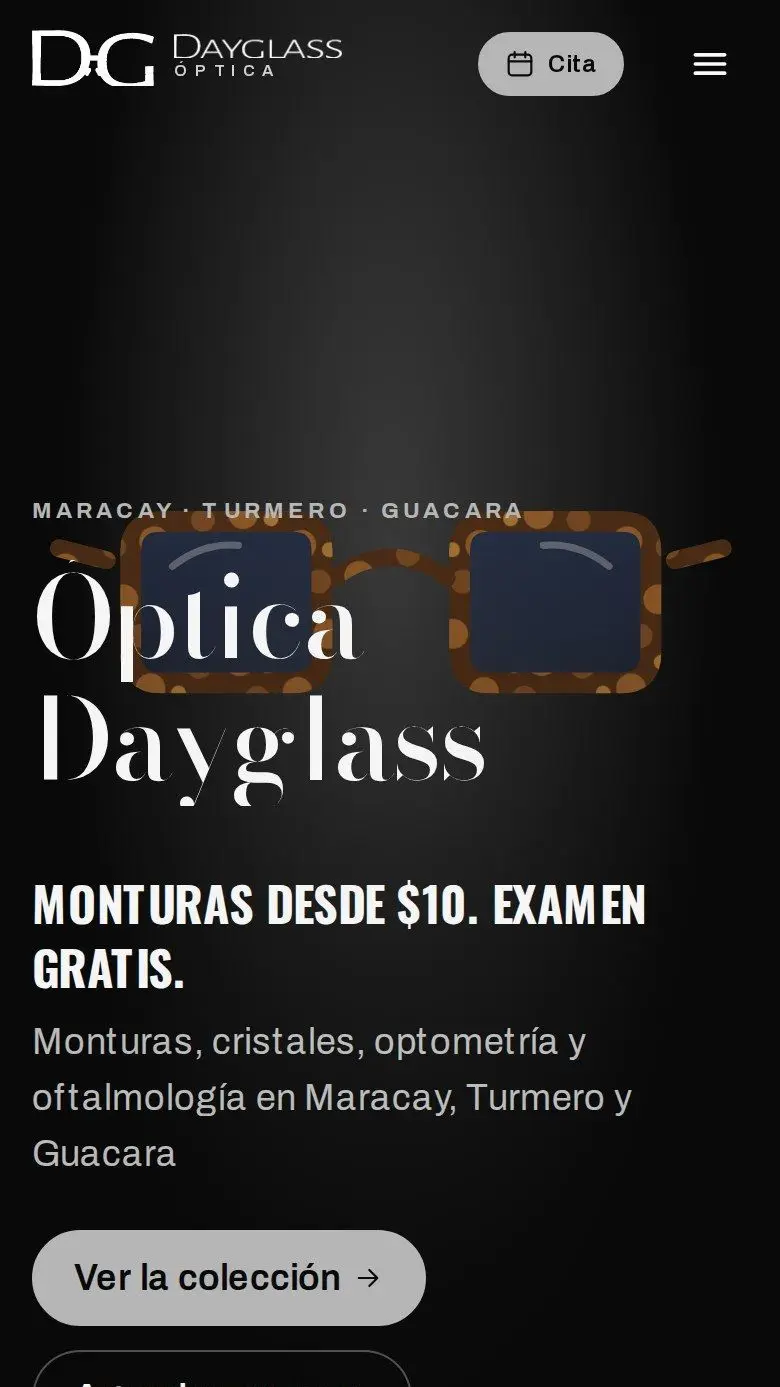 DG DAYGLASS
ÓPTICA
Cita
MARACAY · TURMERO · GUACARA
Óptica
Dayglass
MONTURAS DESDE $10. EXAMEN
GRATIS.
Monturas, cristales, optometría y
oftalmología en Maracay, Turmero y
Guacara
Ver la colección →